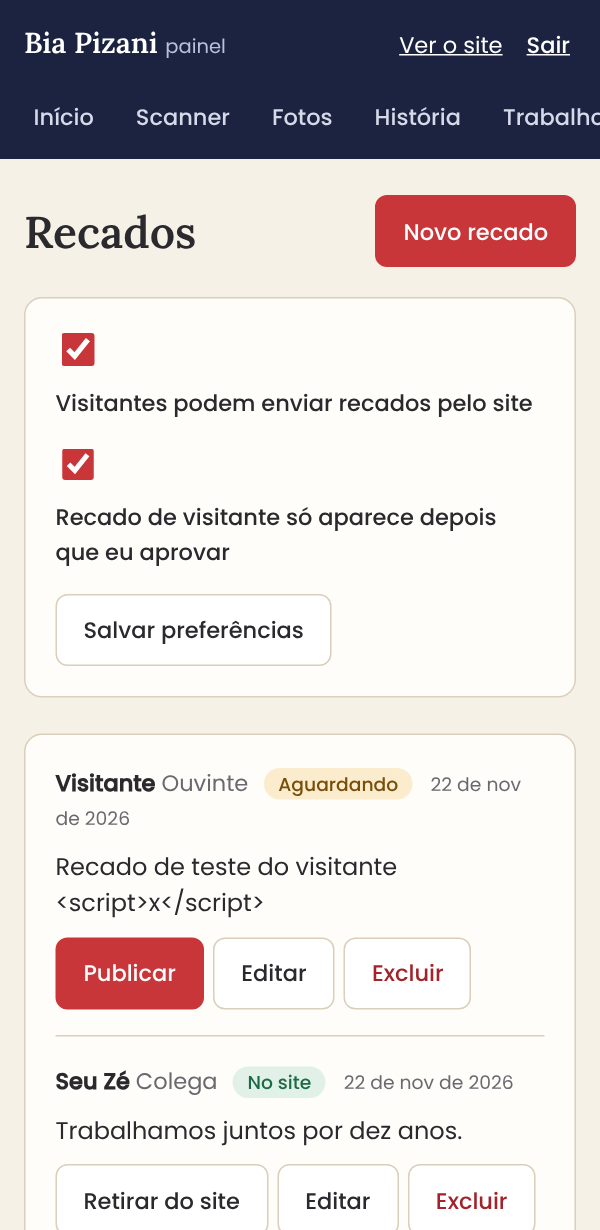 Bia Pizani painel
Ver o site Sair
Início Scanner Fotos História Trabalho
Recados
Novo recado
Visitantes podem enviar recados pelo site
Recado de visitante só aparece depois
que eu aprovar
Salvar preferências
Visitante Ouvinte Aguardando 22 de nov
de 2026
Recado de teste do visitante
<script>x</script>
Publicar Editar Excluir
Seu Zé Colega No site 22 de nov de 2026
Trabalhamos juntos por dez anos.
Retirar do site Editar Excluir